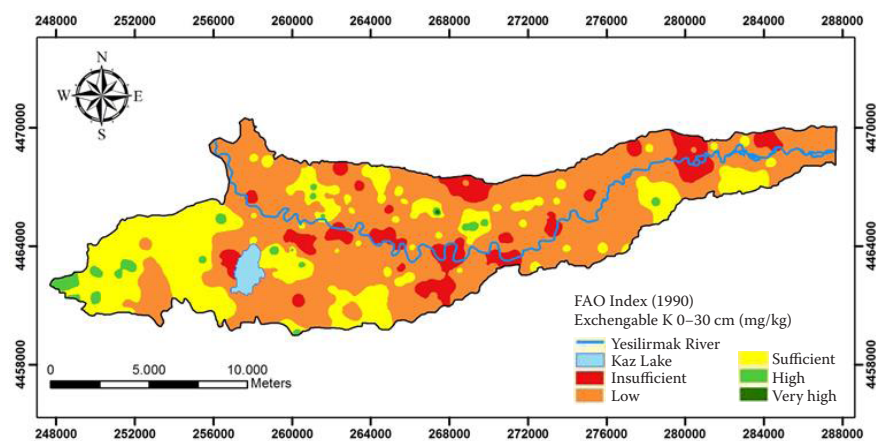 248000 252000 256000 260000 264000 268000 272000 276000 280000 284000 288000
N
W E
S
4470000 4470000
4464000 4464000
4458000 4458000
FAO Index (1990)
Exchengable K 0–30 cm (mg/kg)
Yesilirmak River
Kaz Lake
Insufficient
Low
Sufficient
High
Very high
0 5.000 10.000
Meters
248000 252000 256000 260000 264000 268000 272000 276000 280000 284000 288000